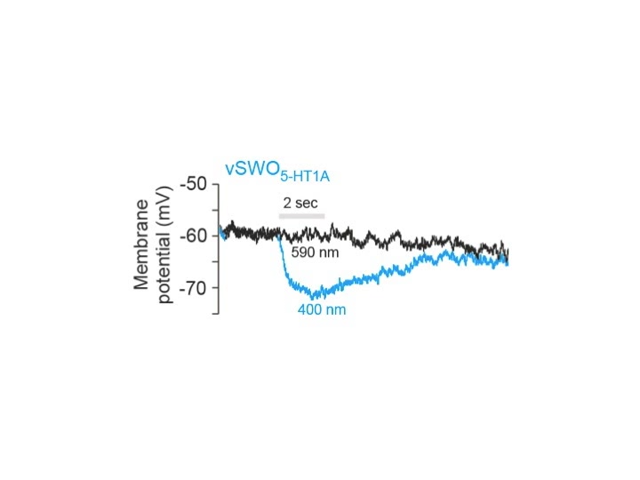 vSWO5-HT1A
-50
2 sec
-60
590 nm
-70
400 nm
Membrane
potential (mV)